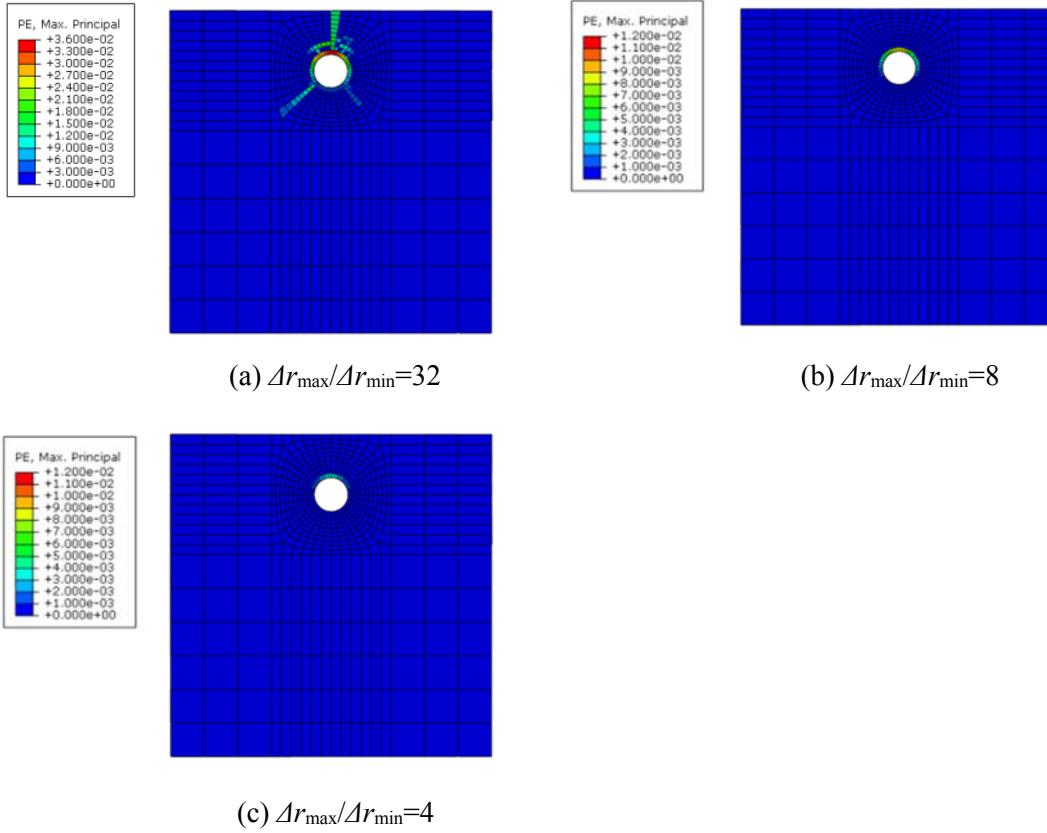 PE, Max. Principal
+3.600e-02
+3.300e-02
+3.000e-02
+2.700e-02
+2.400e-02
+2.100e-02
+1.800e-02
+1.500e-02
+1.200e-02
+9.000e-03
+6.000e-03
+3.000e-03
+0.000e+00
(a) Δrmax/Δrmin=32
PE, Max. Principal
+1.200e-02
+1.100e-02
+1.000e-02
+9.000e-03
+8.000e-03
+7.000e-03
+6.000e-03
+5.000e-03
+4.000e-03
+3.000e-03
+2.000e-03
+1.000e-03
+0.000e+00
(b) Δrmax/Δrmin=8
PE, Max. Principal
+1.200e-02
+1.100e-02
+1.000e-02
+9.000e-03
+8.000e-03
+7.000e-03
+6.000e-03
+5.000e-03
+4.000e-03
+3.000e-03
+2.000e-03
+1.000e-03
+0.000e+00
(c) Δrmax/Δrmin=4